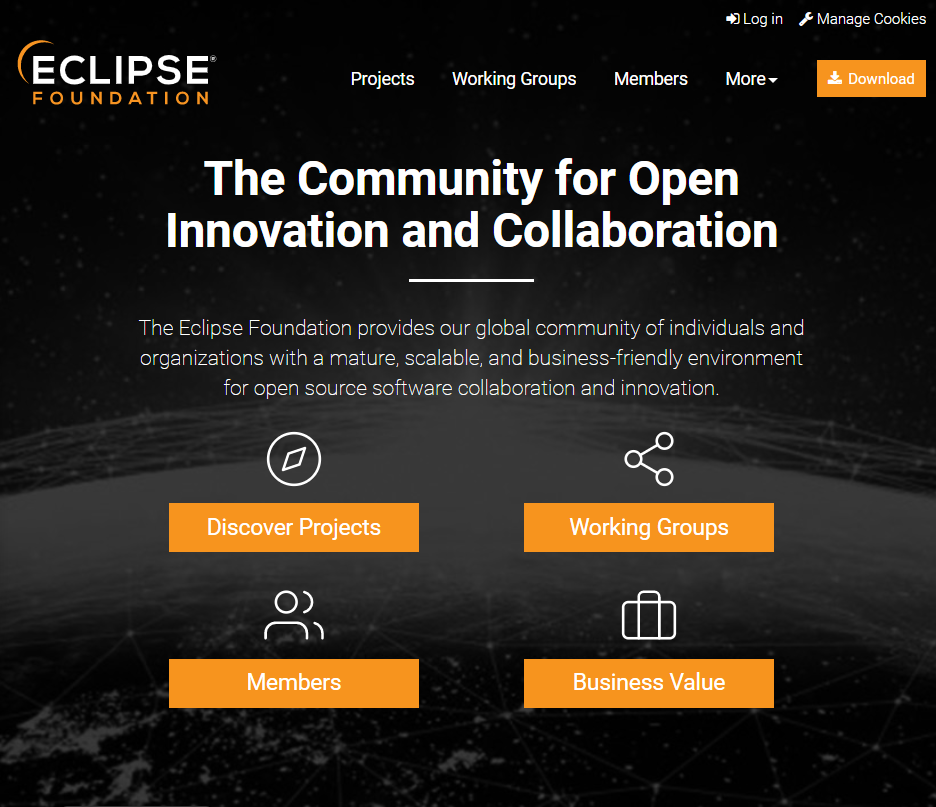 Log in Manage Cookies
ECLIPSE®
FOUNDATION
Projects Working Groups Members More Download
The Community for Open
Innovation and Collaboration
The Eclipse Foundation provides our global community of individuals and
organizations with a mature, scalable, and business-friendly environment
for open source software collaboration and innovation.
Discover Projects Working Groups
Members Business Value